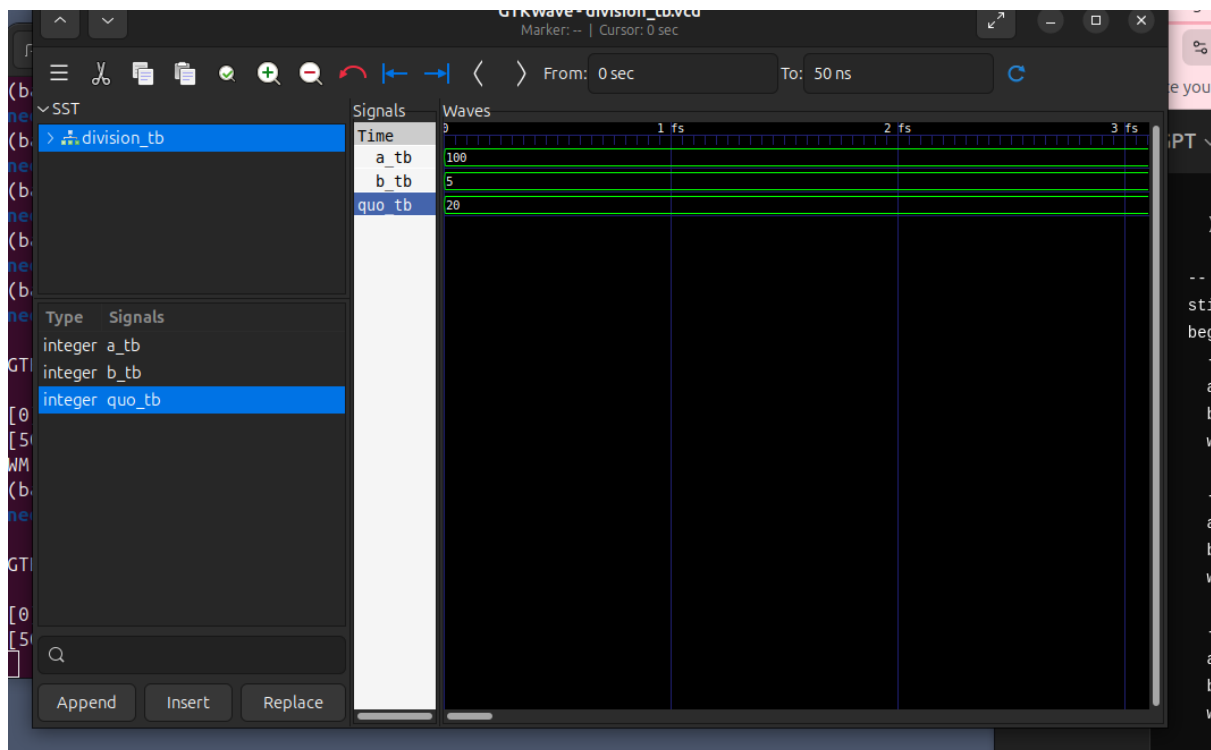 GTKWave - division_tb.vcd
Marker: -- | Cursor: 0 sec
From: 0 sec
To: 50 ns
SST
division_tb
Type Signals
integer a_tb
integer b_tb
integer quo_tb
Append Insert Replace
Signals
Time
a_tb
b_tb
quo_tb
Waves
0 1 fs 2 fs 3 fs
100
5
20
e you
--